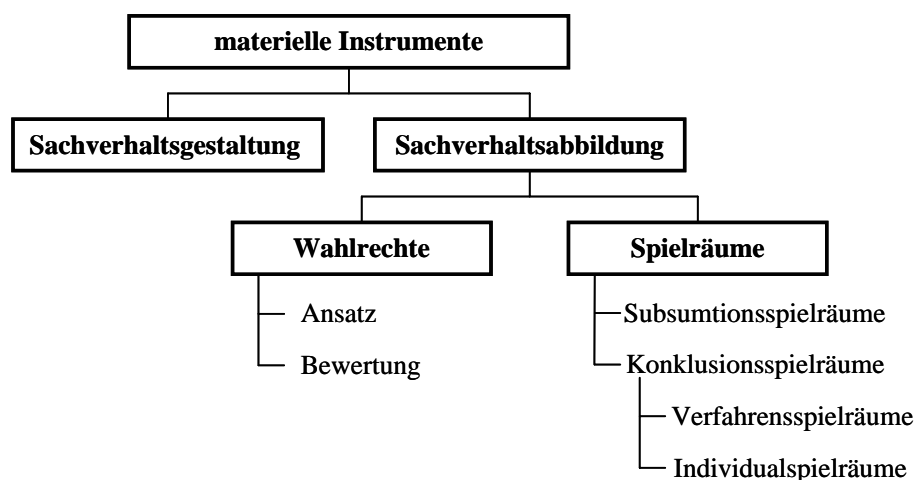 materielle Instrumente
Sachverhaltsgestaltung
Sachverhaltsabbildung
Wahlrechte
Spielräume
Ansatz
Bewertung
Subsumtionsspielräume
Konklusionsspielräume
Verfahrensspielräume
Individualspielräume